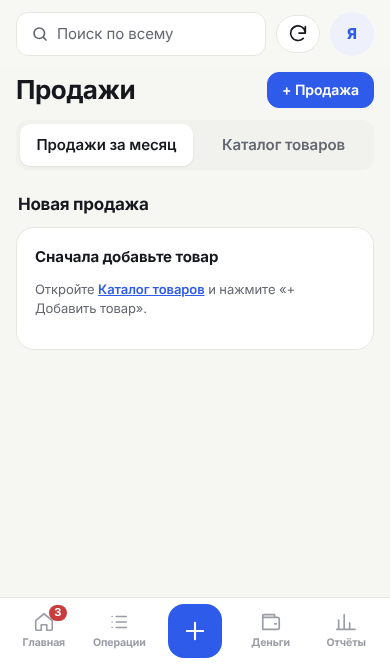 Поиск по всему
Я
Продажи
+ Продажа
Продажи за месяц
Каталог товаров
Новая продажа
Сначала добавьте товар
Откройте Каталог товаров и нажмите «+
Добавить товар».
3
Главная
Операции
Деньги
Отчёты